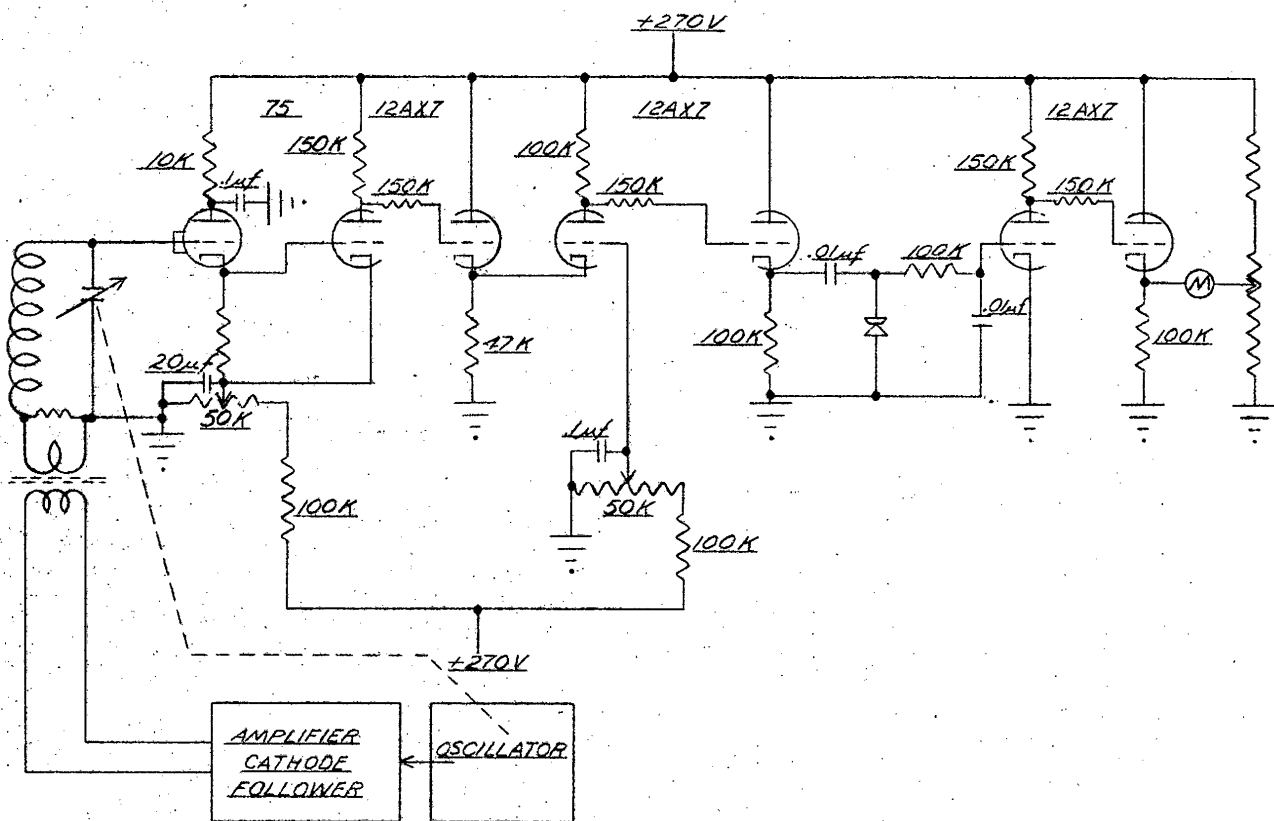 +270V
75
12AX7
12AX7
12AX7
10K
.1uf
150K
150K
100K
150K
150K
150K
.01uf
100K
.01uf
47K
100K
100K
20uf
50K
.1uf
50K
100K
100K
M
+270V
AMPLIFIER
CATHODE
FOLLOWER
OSCILLATOR